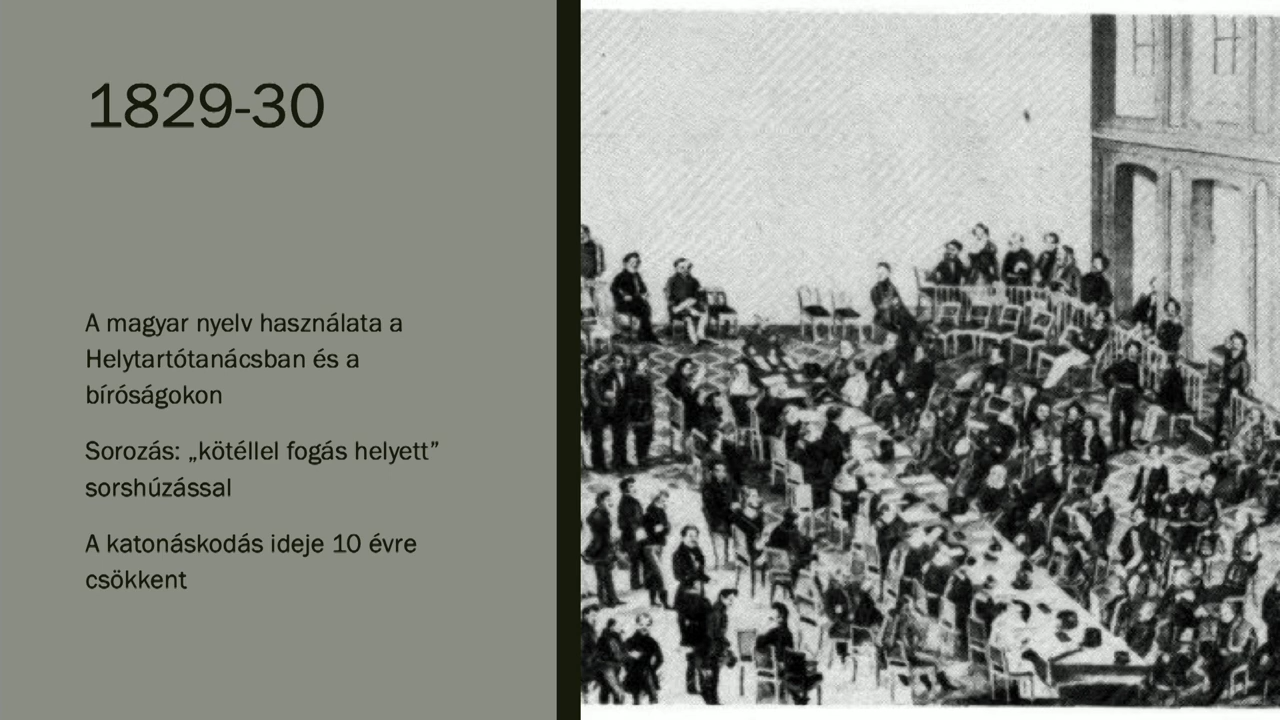 1829-30
A magyar nyelv használata a
Helytartótanácsban és a
bíróságokon
Sorozás: „kötéllel fogás helyett”
sorshúzással
A katonáskodás ideje 10 évre
csökkent